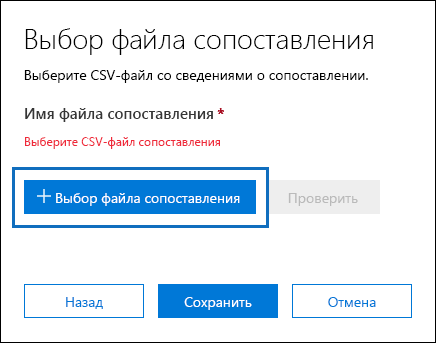 Выбор файла сопоставления
Выберите CSV-файл со сведениями о сопоставлении.
Имя файла сопоставления *
Выберите CSV-файл сопоставления
+ Выбор файла сопоставления Проверить
Назад Сохранить Отмена